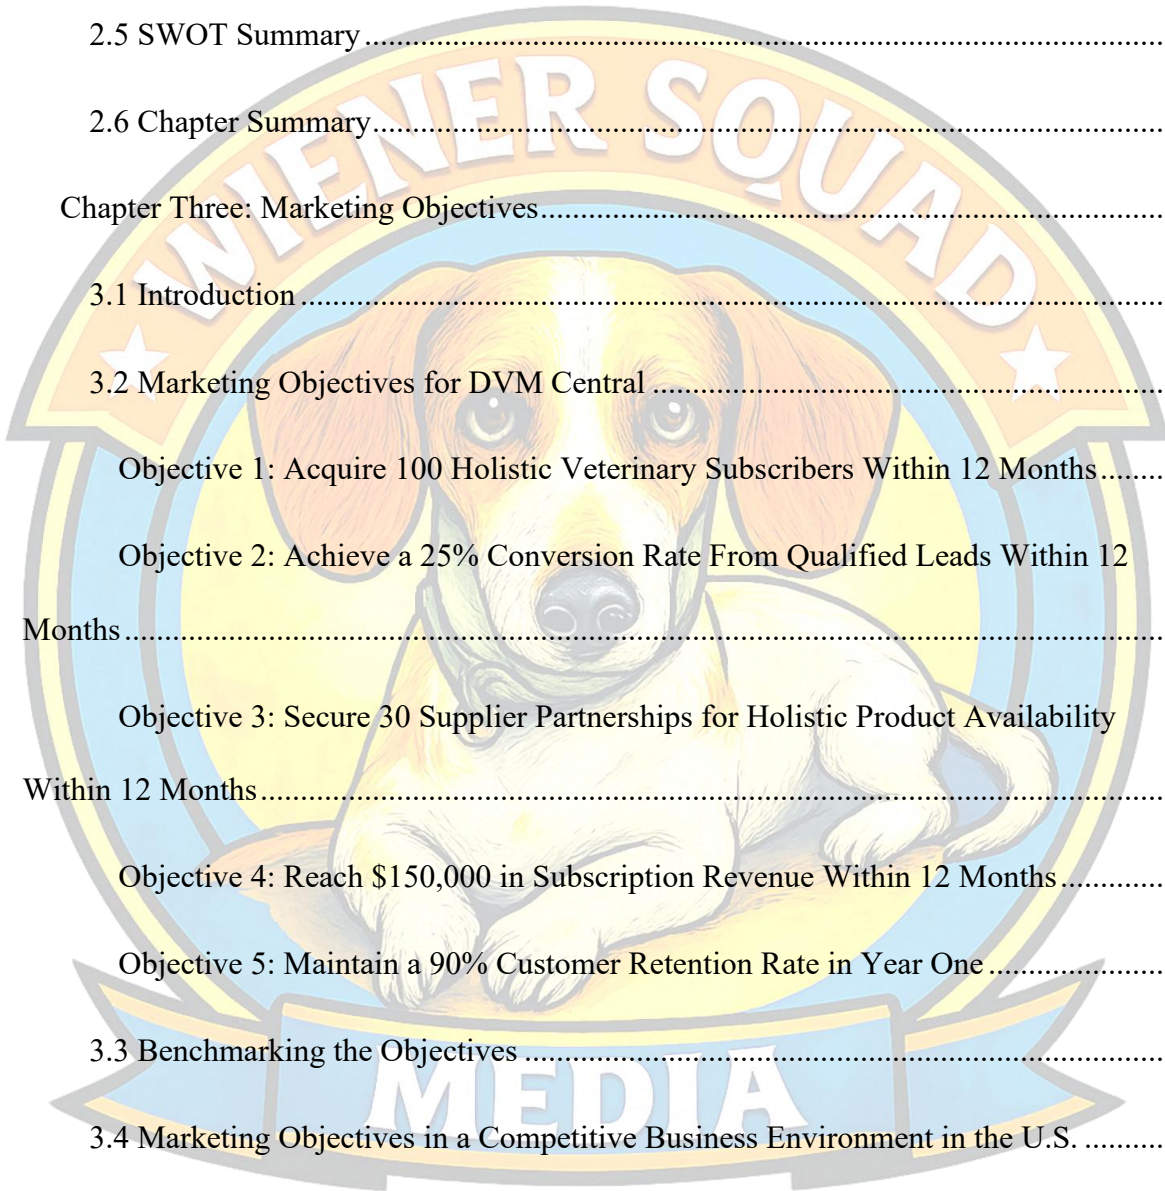 2.5 SWOT Summary ........................................................................................................
2.6 Chapter Summary.......................................................................................................
Chapter Three: Marketing Objectives.................................................................................
3.1 Introduction ................................................................................................................
3.2 Marketing Objectives for DVM Central ...................................................................
Objective 1: Acquire 100 Holistic Veterinary Subscribers Within 12 Months........
Objective 2: Achieve a 25% Conversion Rate From Qualified Leads Within 12
Months......................................................................................................................................
Objective 3: Secure 30 Supplier Partnerships for Holistic Product Availability
Within 12 Months....................................................................................................................
Objective 4: Reach $150,000 in Subscription Revenue Within 12 Months.............
Objective 5: Maintain a 90% Customer Retention Rate in Year One......................
3.3 Benchmarking the Objectives ...................................................................................
3.4 Marketing Objectives in a Competitive Business Environment in the U.S. ..........
WIENER SQUAD
MEDIA